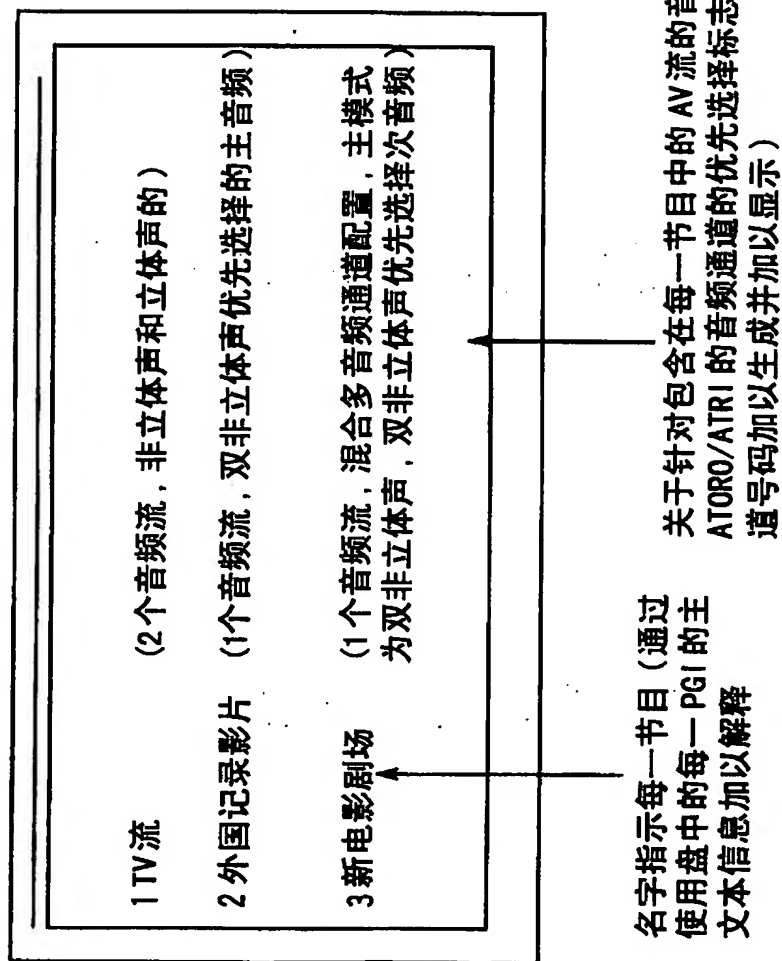 1TV流 (2个音频流，非立体声和立体声的)
2外国记录影片 (1个音频流，双非立体声优先选择的主音频)
3新电影剧场 (1个音频流，混合多音频通道配置，主模式
为双非立体声，双非立体声优先选择次音频)
名字指示每一节目（通过
使用盘中的每一PGI的主
文本信息加以解释
关于针对包含在每一节目中的AV流的音
ATORO/ATRI的音频通道的优先选择标志
道号码加以生成并加以显示）